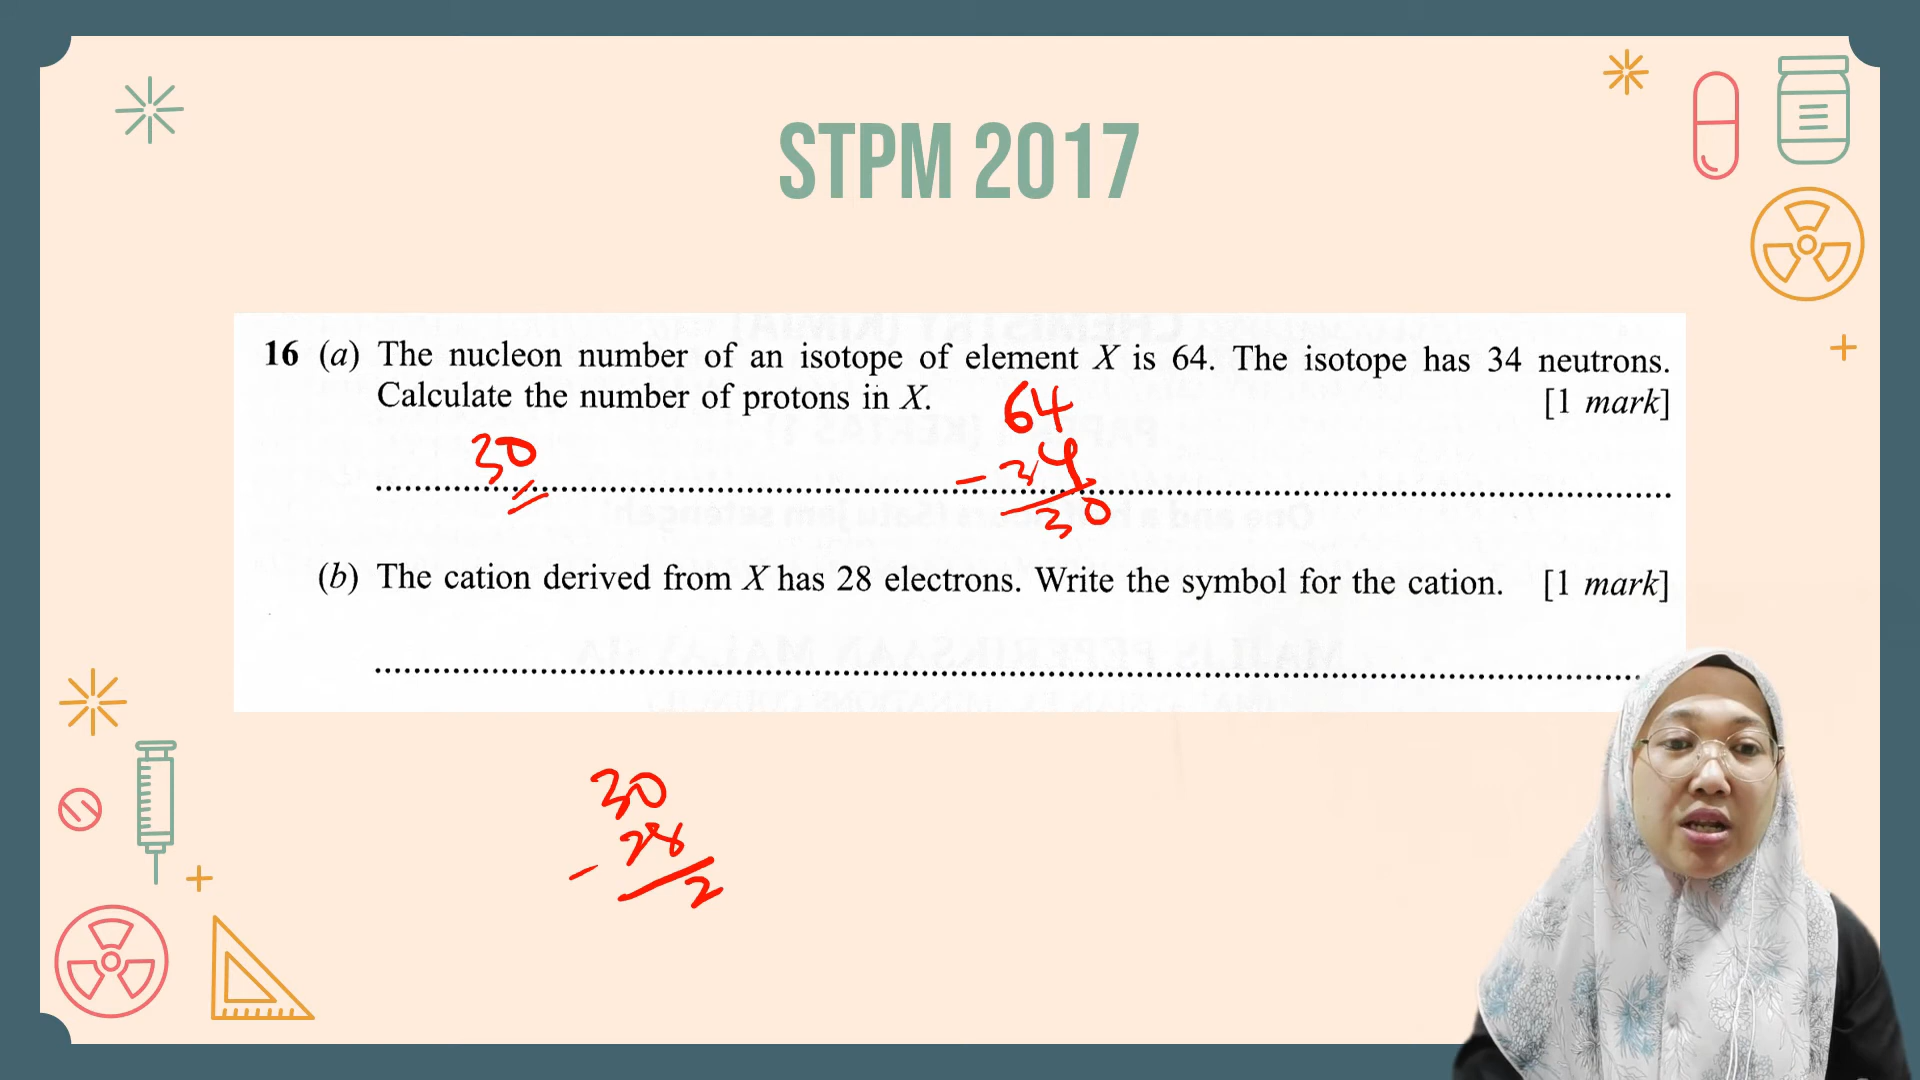 STPM 2017
16 (a) The nucleon number of an isotope of element X is 64. The isotope has 34 neutrons.
Calculate the number of protons in X. [1 mark]
64
30
- 34
30
(b) The cation derived from X has 28 electrons. Write the symbol for the cation. [1 mark]
30
- 28
2